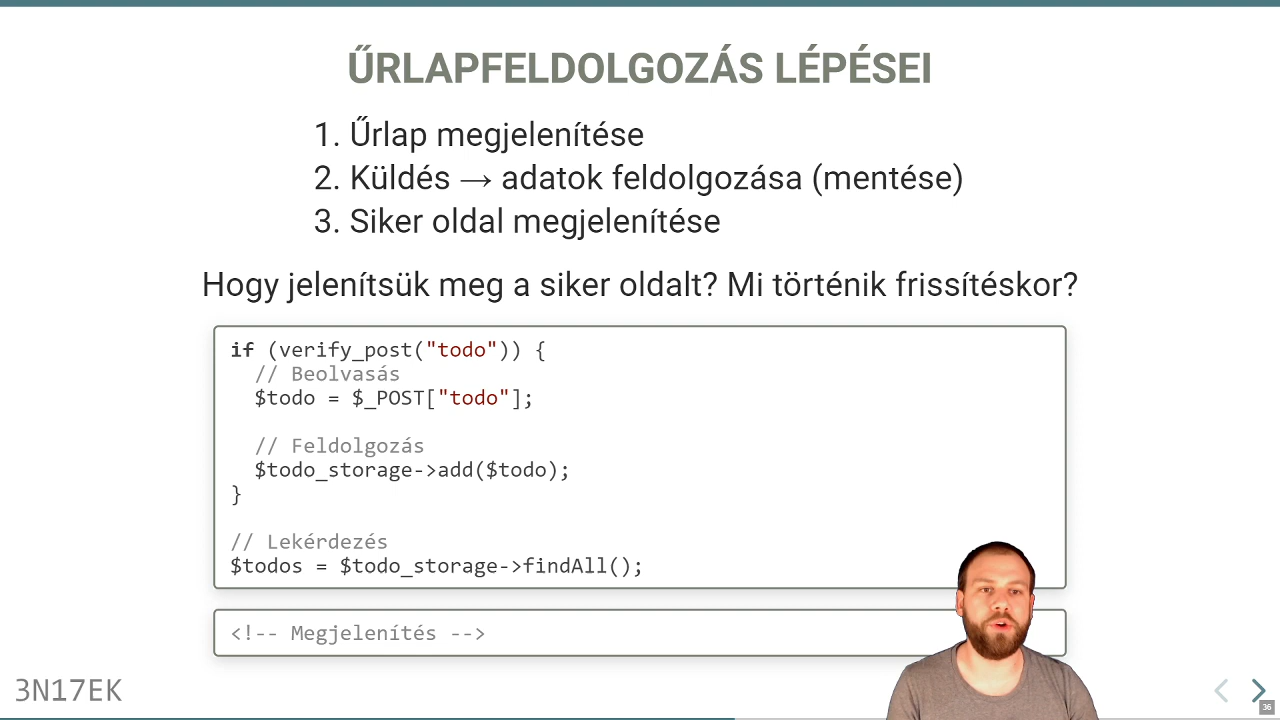 ŰRLAPFELDOLGOZÁS LÉPÉSEI
1. Űrlap megjelenítése
2. Küldés → adatok feldolgozása (mentése)
3. Siker oldal megjelenítése
Hogy jelenítsük meg a siker oldalt? Mi történik frissítéskor?
if (verify_post("todo")) {
// Beolvasás
$todo = $_POST["todo"];
// Feldolgozás
$todo_storage->add($todo);
}
// Lekérdezés
$todos = $todo_storage->findAll();
<!-- Megjelenítés -->
3N17EK
36